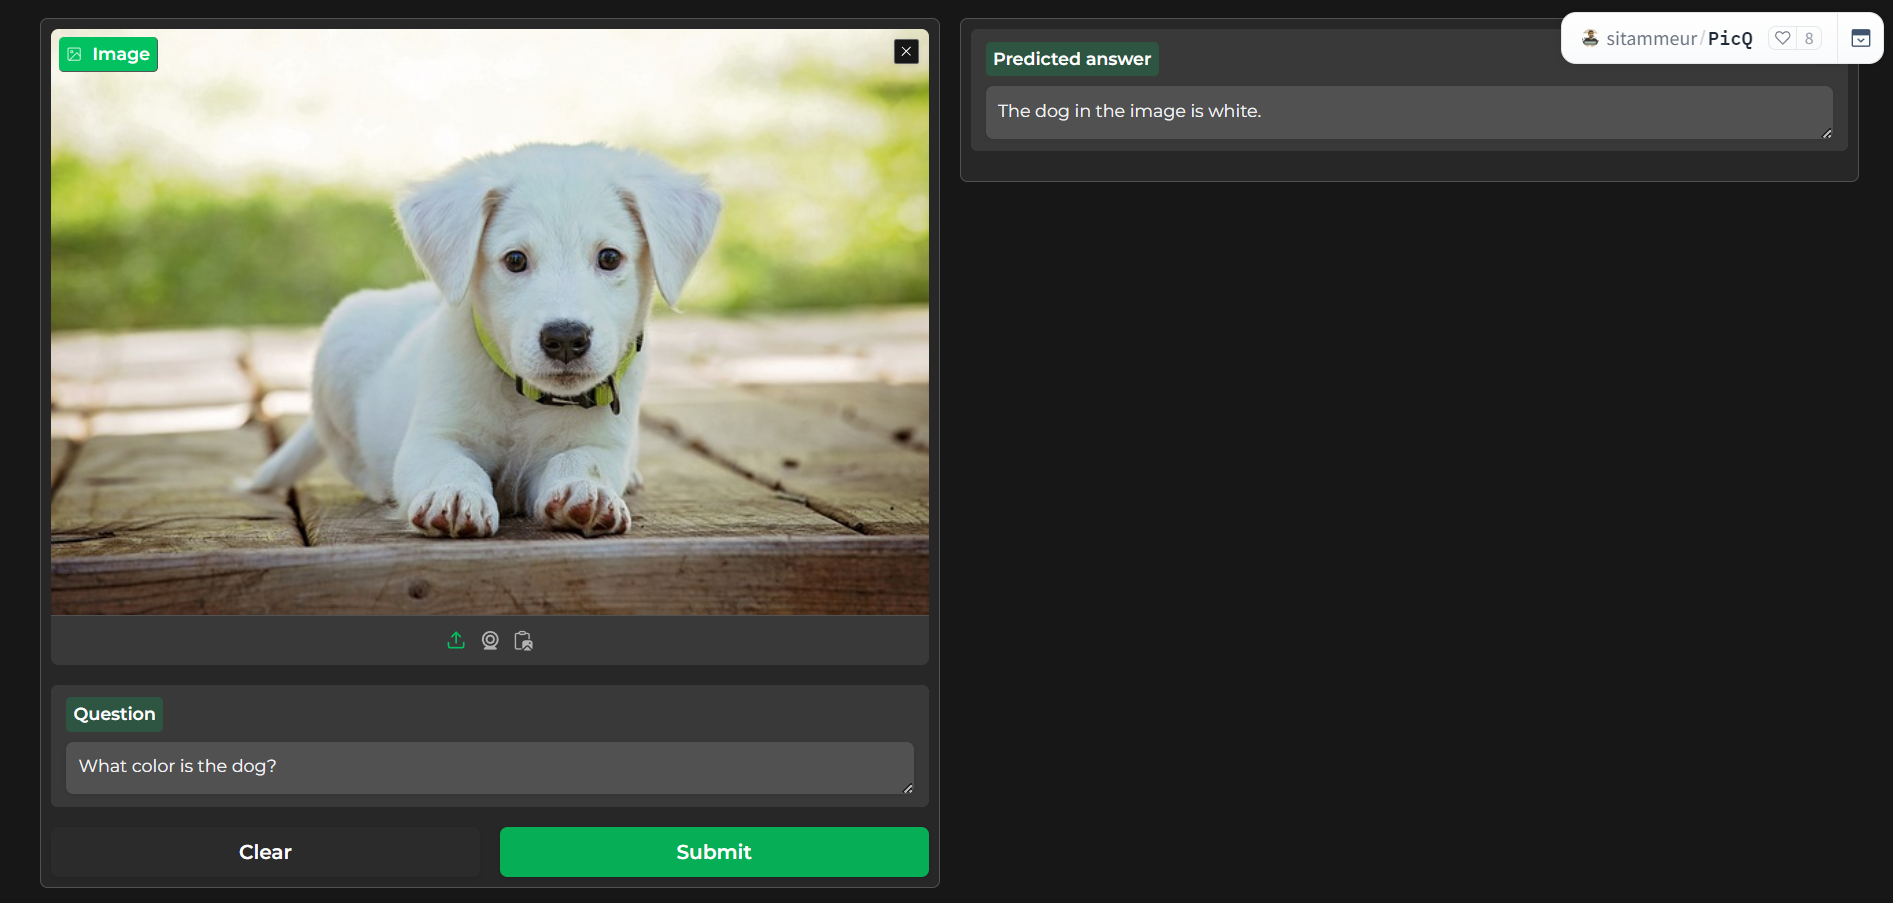 Image
Question
What color is the dog?
Clear
Submit
Predicted answer
The dog in the image is white.
sitammeur/PicQ
8